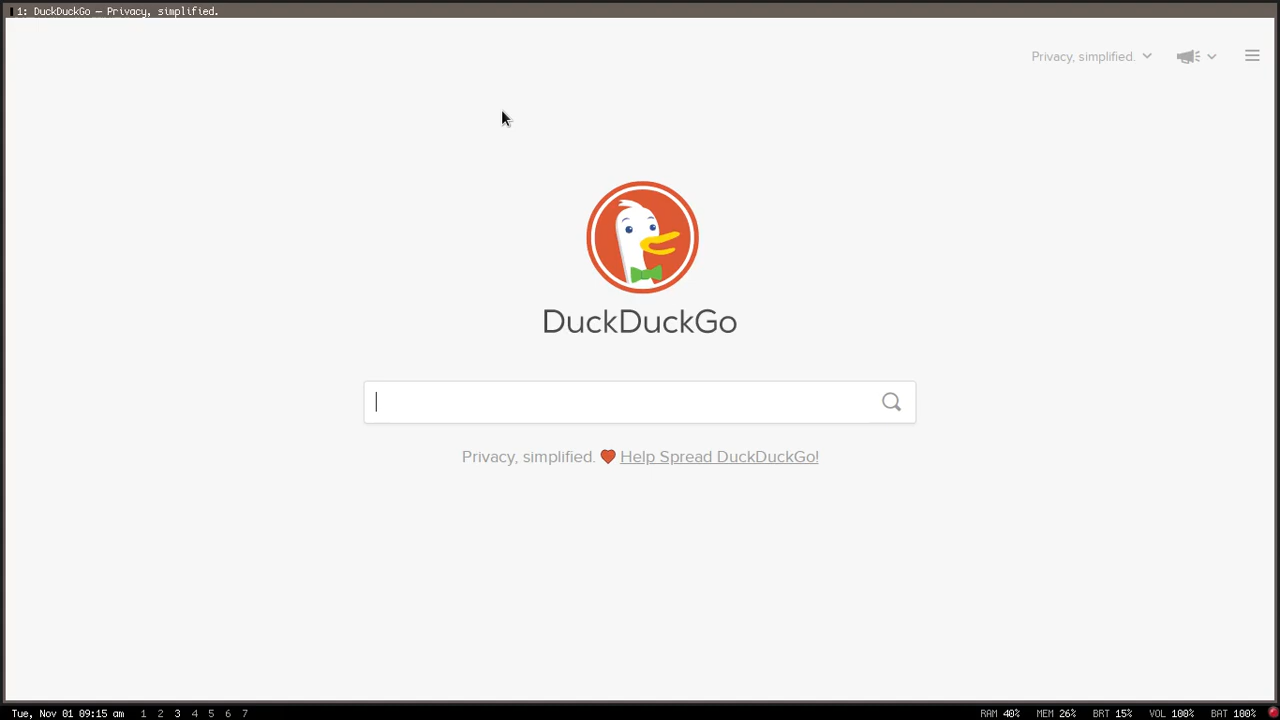 1: DuckDuckGo — Privacy, simplified.
Privacy, simplified.
DuckDuckGo
Privacy, simplified. Help Spread DuckDuckGo!
Tue, Nov 01 09:15 am 1 2 3 4 5 6 7 RAM 40% MEM 26% BRT 15% VOL 100% BAT 100%